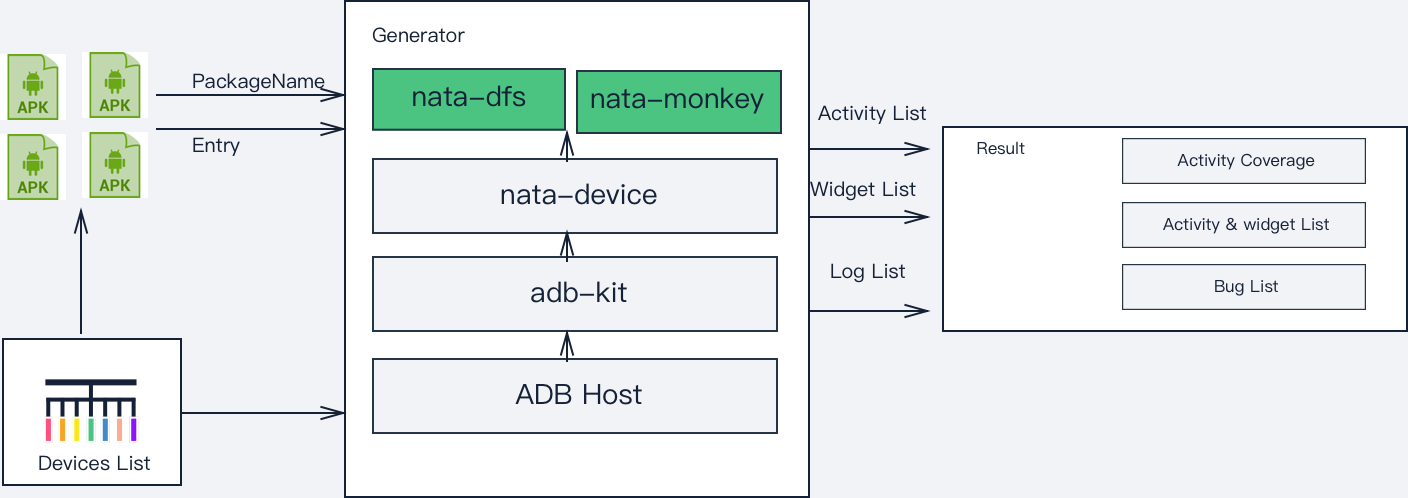 APK
APK
APK
APK
PackageName
Entry
Devices List
Generator
nata-dfs
nata-monkey
nata-device
adb-kit
ADB Host
Activity List
Widget List
Log List
Result
Activity Coverage
Activity & widget List
Bug List